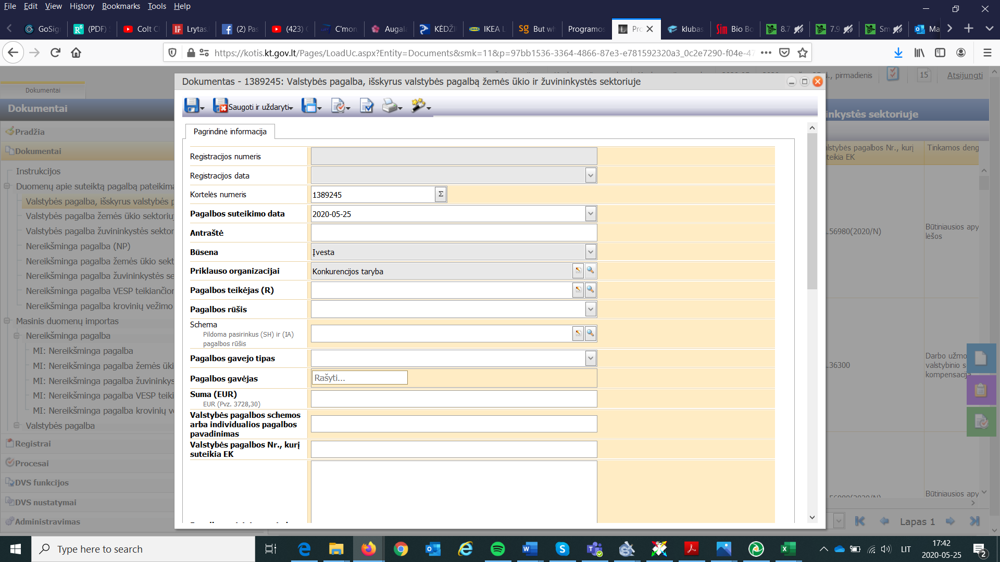 File Edit View History Bookmarks Tools Help
GoSig (PDF) Colt C Lrytas. (2) Pas (423) C'mon Augal KĖDŽI IKEA L But wh Programos Pro klubas Bio Bo 8.7 7.9 Sm Ma
https://kotis.kt.gov.lt/Pages/LoadUc.aspx?Entity=Documents&smk=11&p=97bb1536-3364-4866-87e3-e781592320a3_0c2e7290-f04e-47
Dokumentai
., pirmadienis 15 Atsijungti
Dokumentai
Pradžia
Dokumentai
Instrukcijos
Duomenų apie suteiktą pagalbą pateikima
Valstybės pagalba, išskyrus valstybės p
Valstybės pagalba žemės ūkio sektoriu
Valstybės pagalba žuvininkystės sektor
Nereikšminga pagalba (NP)
Nereikšminga pagalba žemės ūkio sekt
Nereikšminga pagalba žuvininkystės se
Nereikšminga pagalba VESP teikiančion
Nereikšminga pagalba krovinių vežimo
Masinis duomenų importas
Nereikšminga pagalba
MI: Nereikšminga pagalba
MI: Nereikšminga pagalba žemės ūki
MI: Nereikšminga pagalba žuvininkys
MI: Nereikšminga pagalba VESP teiki
MI: Nereikšminga pagalba krovinių v
Valstybės pagalba
Registrai
Procesai
DVS funkcijos
DVS nustatymai
Administravimas
Dokumentas - 1389245: Valstybės pagalba, išskyrus valstybės pagalbą žemės ūkio ir žuvininkystės sektoriuje
Saugoti ir uždaryti
Pagrindinė informacija
Registracijos numeris
Registracijos data
Kortelės numeris 1389245 Σ
Pagalbos suteikimo data 2020-05-25
Antraštė
Būsena Įvesta
Priklauso organizacijai Konkurencijos taryba
Pagalbos teikėjas (R)
Pagalbos rūšis
Schema
Pildoma pasirinkus (SH) ir (IA)
pagalbos rūšis
Pagalbos gavejo tipas
Pagalbos gavėjas Rašyti...
Suma (EUR)
EUR (Pvz. 3728,30)
Valstybės pagalbos schemos
arba individualios pagalbos
pavadinimas
Valstybės pagalbos Nr., kurį
suteikia EK
inkystės sektoriuje
alstybės pagalbos Nr., kurį
teikia EK
Tinkamos deng
.56980(2020/N)
Būtiniausios apy
lėšos
.36300
Darbo užmo
valstybinio s
kompensacija
.56980(2020/N)
Būtiniausios apy
Lapas 1
Type here to search
LIT
17:42
2020-05-25
2